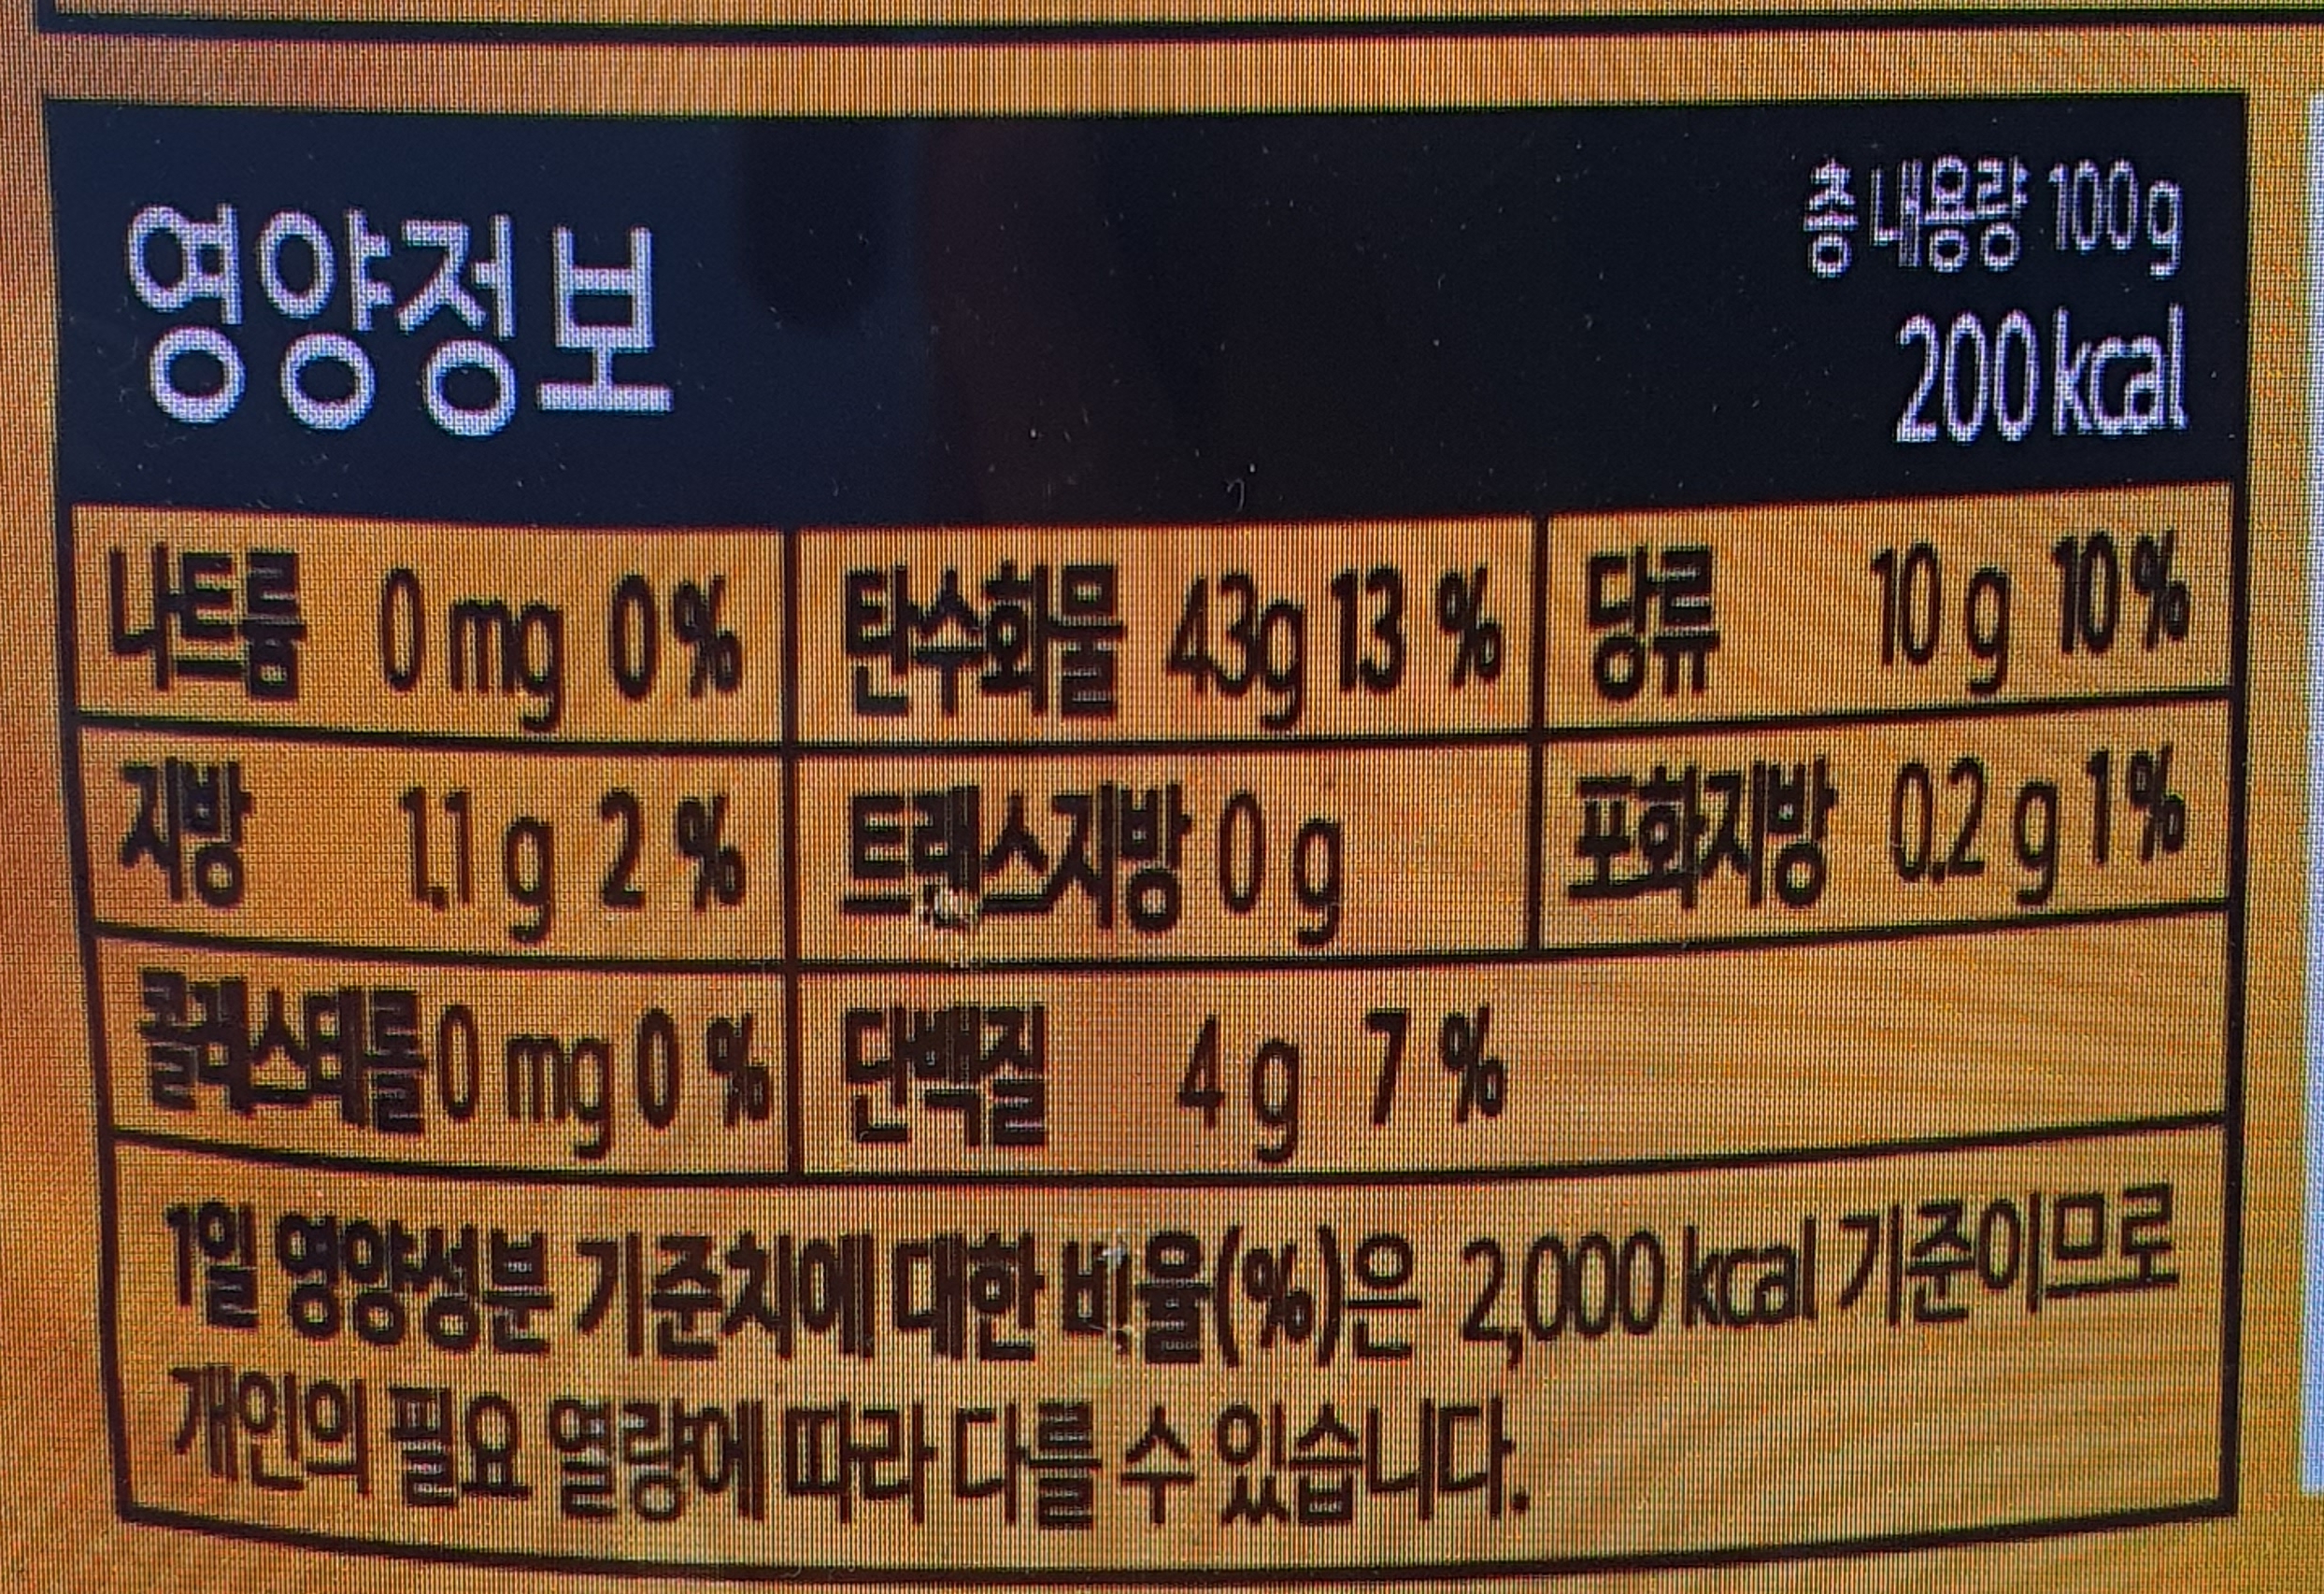 영양정보
총 내용량 100g
200 kcal
나트륨 0 mg 0 % 탄수화물 43g 13 % 당류 10 g 10%
지방 1.1 g 2 % 트랜스지방 0 g 포화지방 0.2 g 1 %
콜레스테롤 0 mg 0 % 단백질 4 g 7 %
1일 영양성분 기준치에 대한 비율(%)은 2,000 kcal 기준이므로
개인의 필요 열량에 따라 다를 수 있습니다.